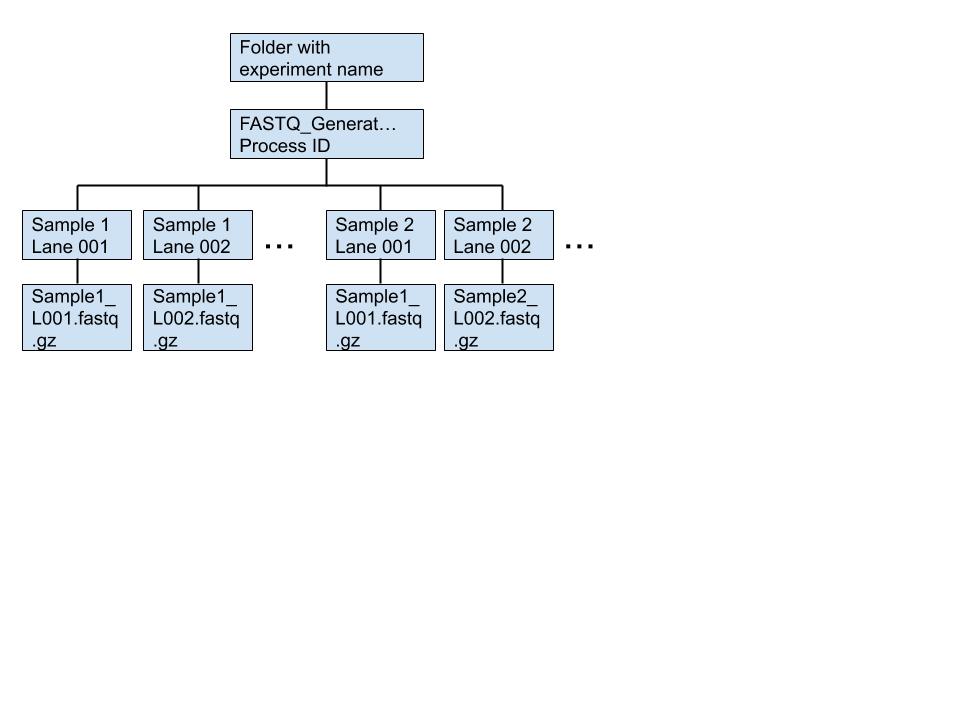 Folder with
experiment name
FASTQ_Generat…
Process ID
Sample 1
Lane 001
Sample 1
Lane 002
…
Sample 2
Lane 001
Sample 2
Lane 002
…
Sample1_
L001.fastq
.gz
Sample1_
L002.fastq
.gz
Sample1_
L001.fastq
.gz
Sample2_
L002.fastq
.gz